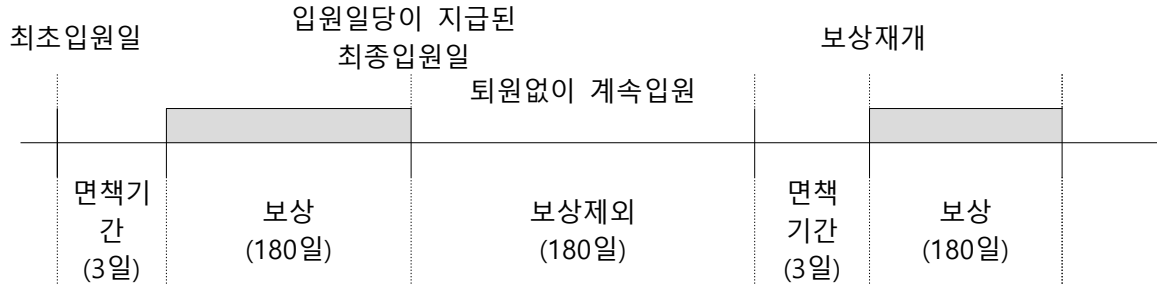 최초입원일
입원일당이 지급된
최종입원일
보상재개
퇴원없이 계속입원
면책기
간
(3일)
보상
(180일)
보상제외
(180일)
면책
기간
(3일)
보상
(180일)